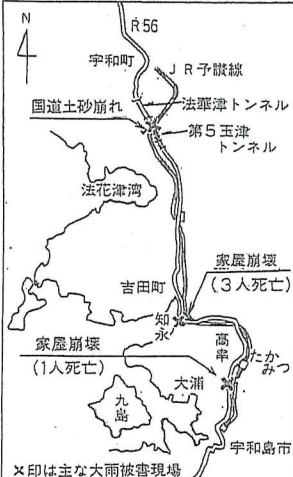 N
R56
宇和町
JR予讃線
国道土砂崩れ
法華津トンネル
第5玉津
トンネル
法花津湾
家屋崩壊
(3人死亡)
吉田町
知永
高串
家屋崩壊
(1人死亡)
たかみつ
大浦
九島
宇和島市
×印は主な大雨被害現場